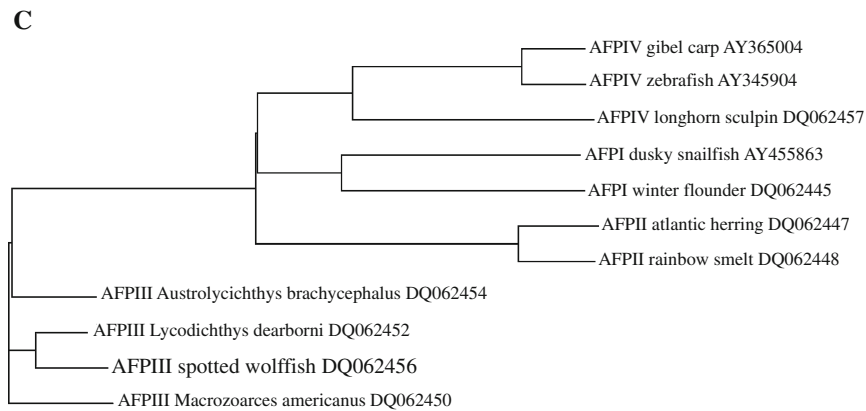 C
AFPIV gibel carp AY365004
AFPIV zebrafish AY345904
AFPIV longhorn sculpin DQ062457
AFPI dusky snailfish AY455863
AFPI winter flounder DQ062445
AFPII atlantic herring DQ062447
AFPII rainbow smelt DQ062448
AFPIII Austrolycichthys brachycephalus DQ062454
AFPIII Lycodichthys dearborni DQ062452
AFPIII spotted wolffish DQ062456
AFPIII Macrozoarces americanus DQ062450